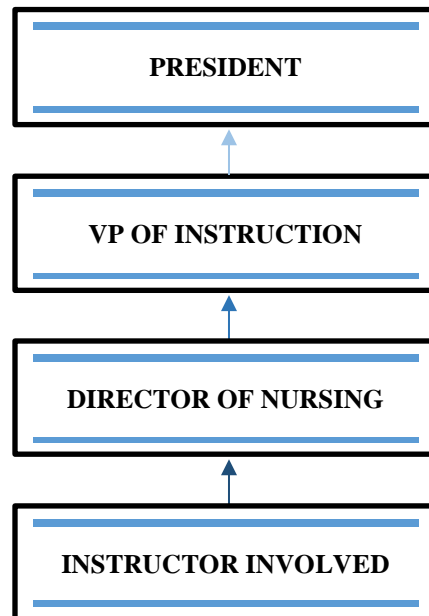 PRESIDENT
VP OF INSTRUCTION
DIRECTOR OF NURSING
INSTRUCTOR INVOLVED